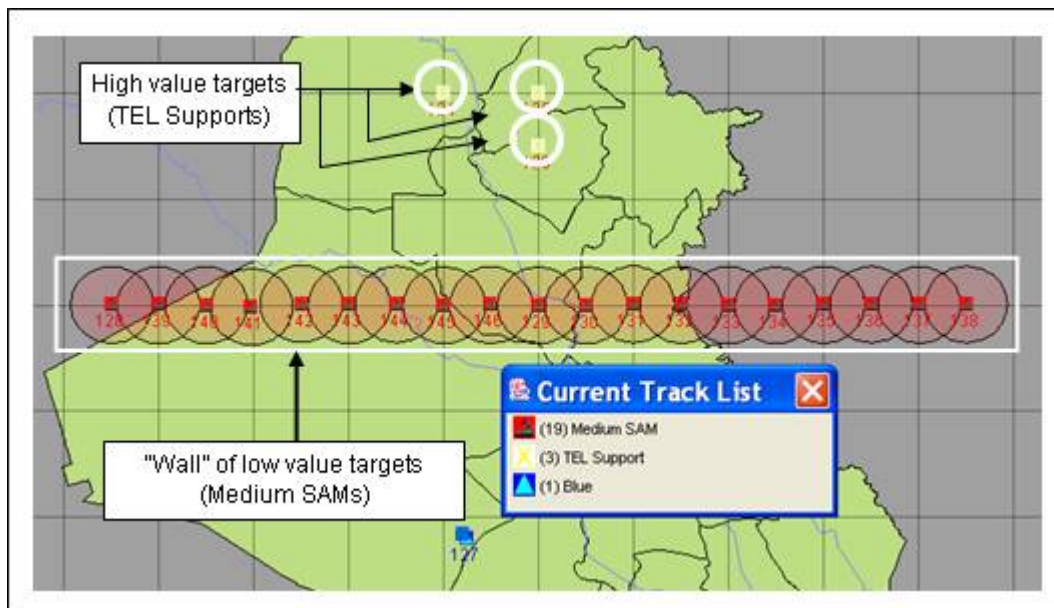 High value targets
(TEL Supports)
128 139 140 141 142 143 144 145 146 129 130 131 132 133 134 135 136 137 138
Current Track List
(19) Medium SAM
(3) TEL Support
(1) Blue
"Wall" of low value targets
(Medium SAMs)
127